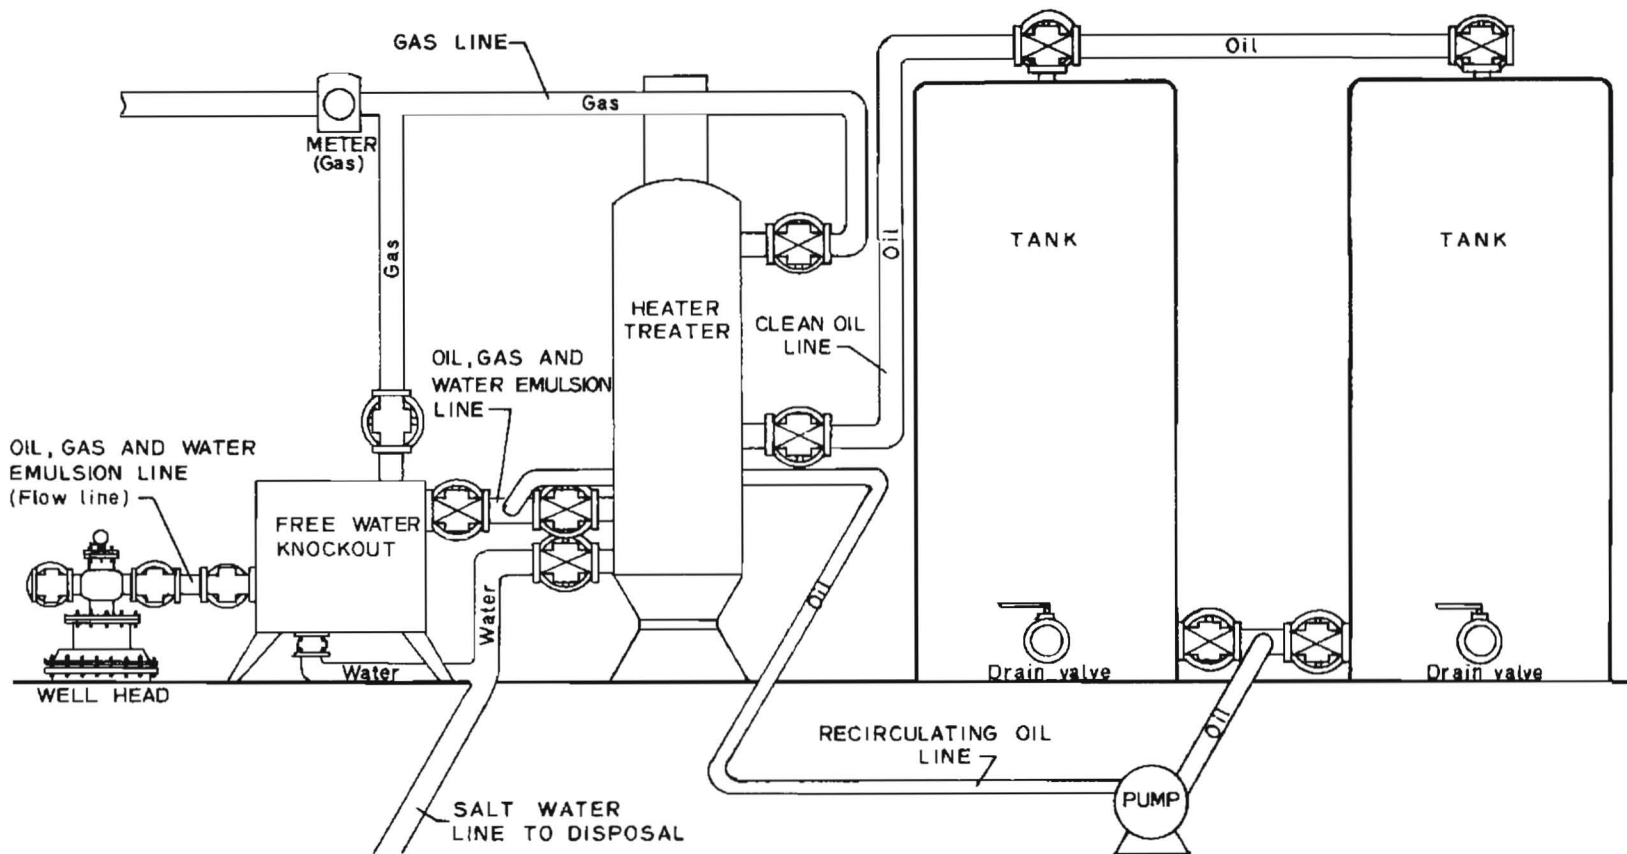 GAS LINE
Gas
Oil
METER
(Gas)
Gas
Oil
TANK
TANK
HEATER
TREATER
CLEAN OIL
LINE
OIL, GAS AND
WATER EMULSION
LINE
OIL, GAS AND WATER
EMULSION LINE
(Flow line)
FREE WATER
KNOCKOUT
Water
Water
Oil
WELL HEAD
Drain valve
Drain valve
Oil
RECIRCULATING OIL
LINE
PUMP
SALT WATER
LINE TO DISPOSAL